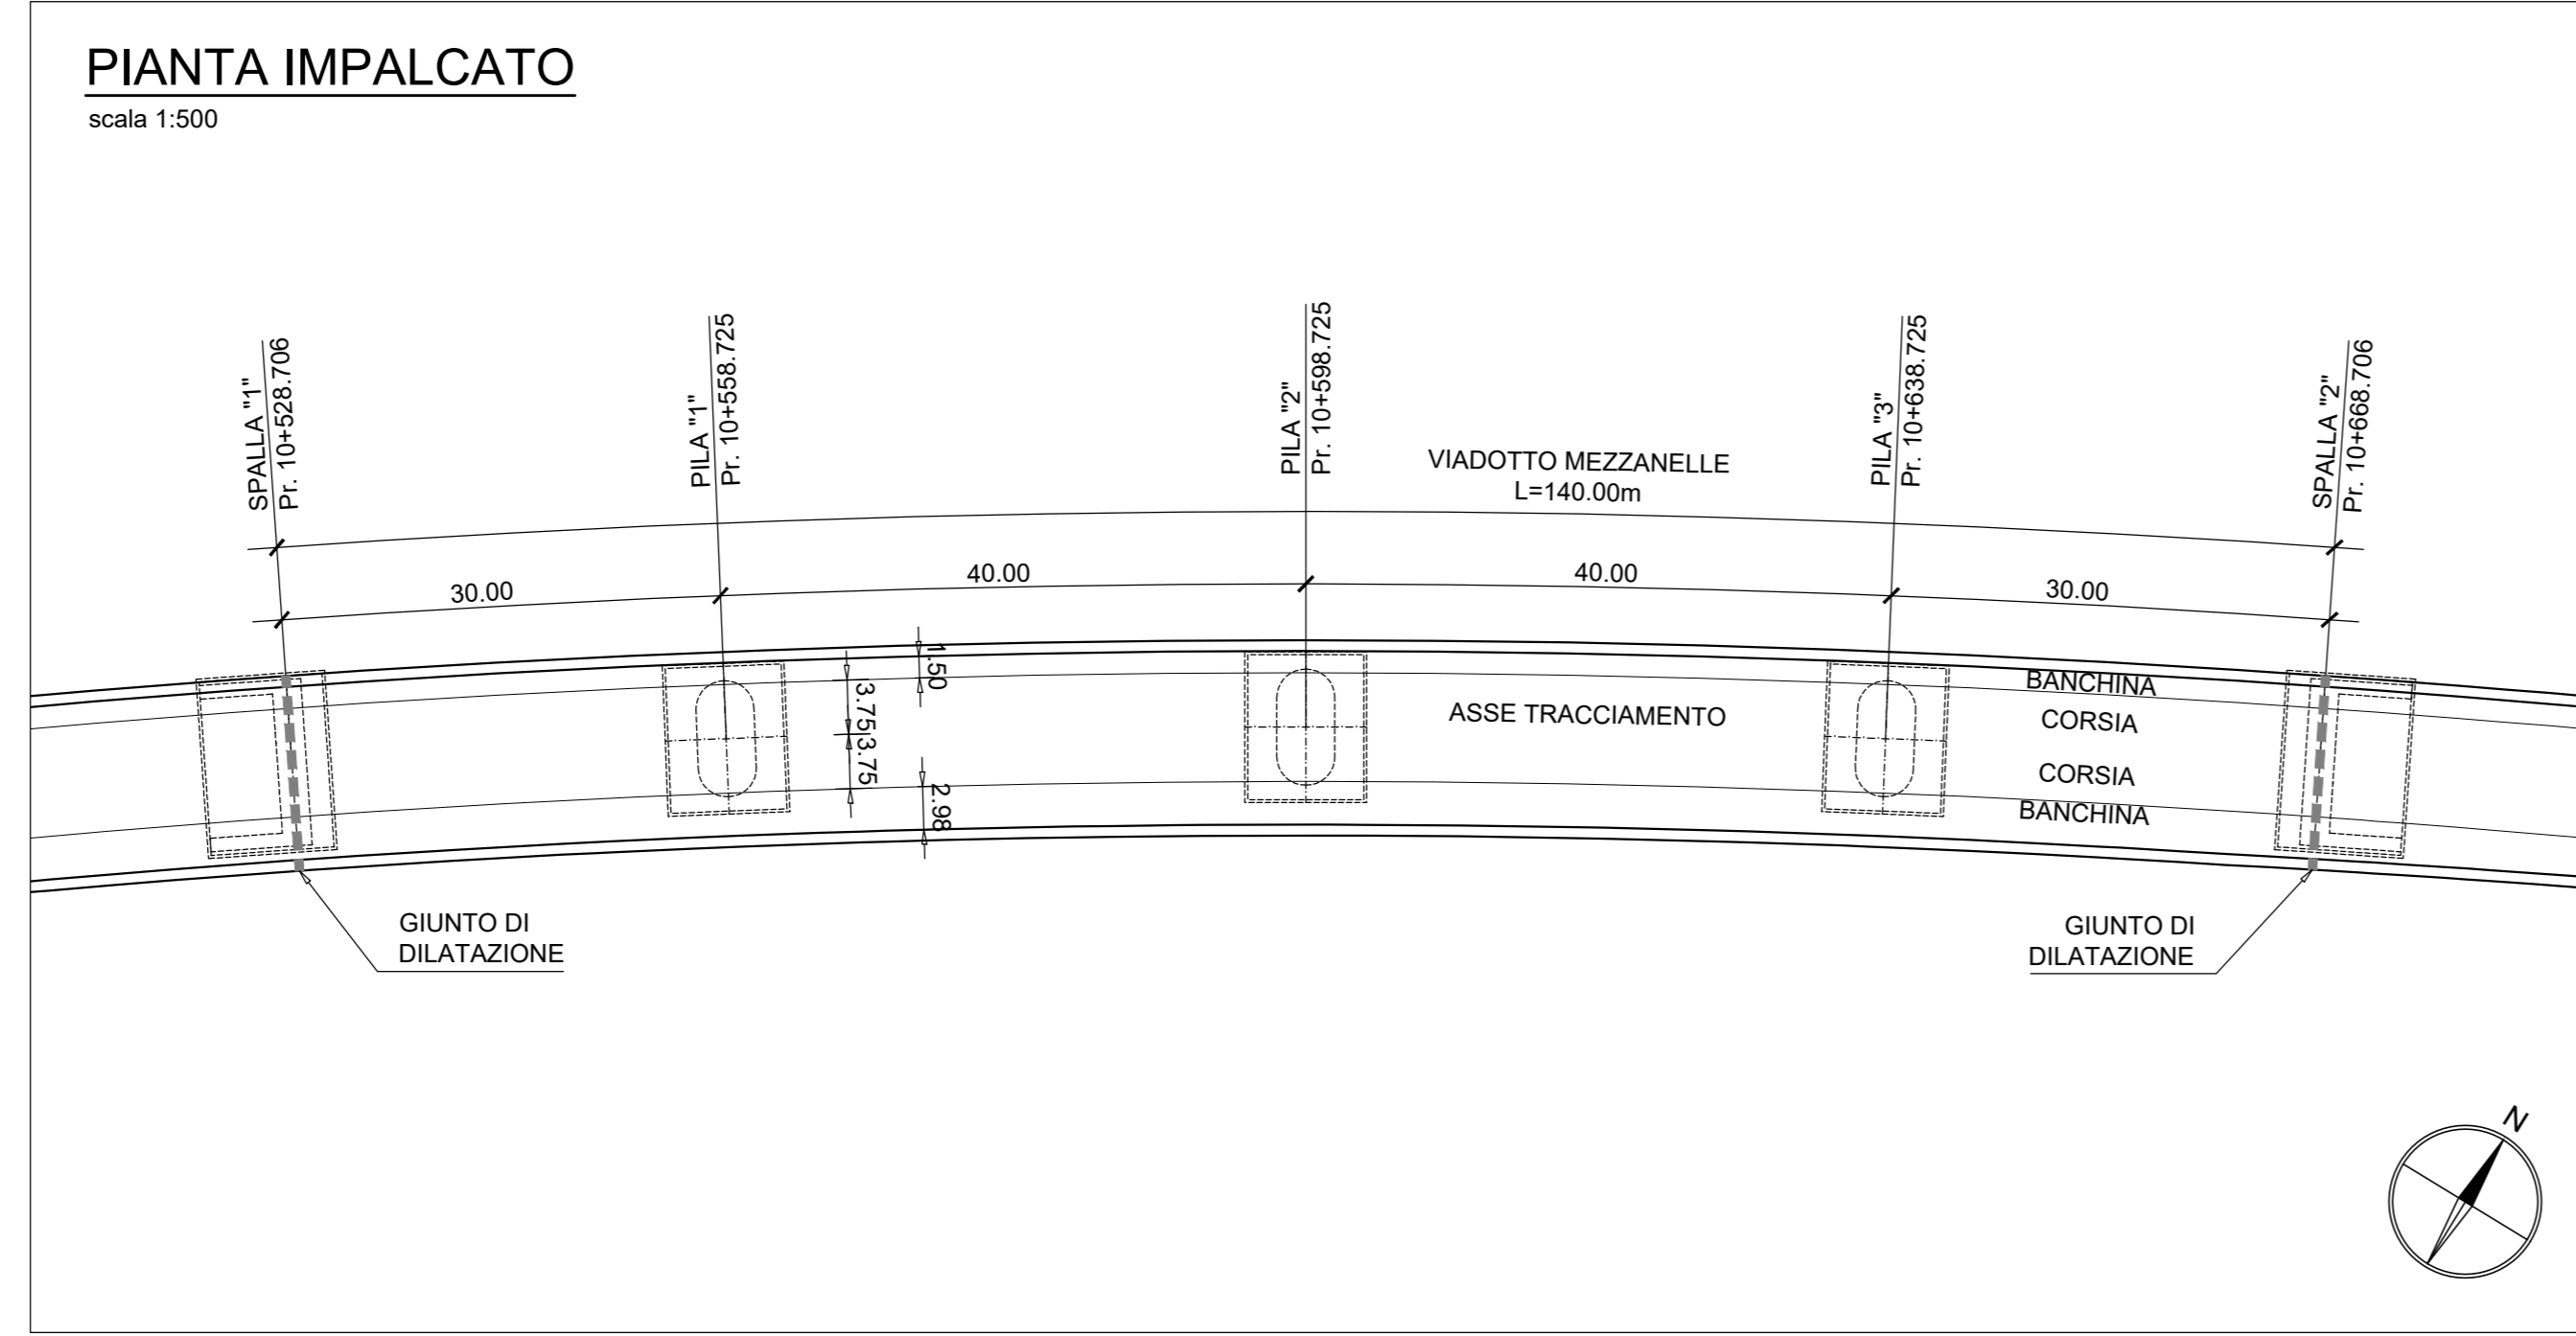 PIANTA IMPALCATO
scala 1:500
SPALLA "1"
Pr. 10+528.706
PILA "1"
Pr. 10+558.725
PILA "2"
Pr. 10+598.725
PILA "3"
Pr. 10+638.725
SPALLA "2"
Pr. 10+668.706
VIADOTTO MEZZANELLE
L=140.00m
30.00
40.00
40.00
30.00
1.50
3.75
3.75
2.98
ASSE TRACCIAMENTO
BANCHINA
CORSIA
CORSIA
BANCHINA
GIUNTO DI
DILATAZIONE
GIUNTO DI
DILATAZIONE
N